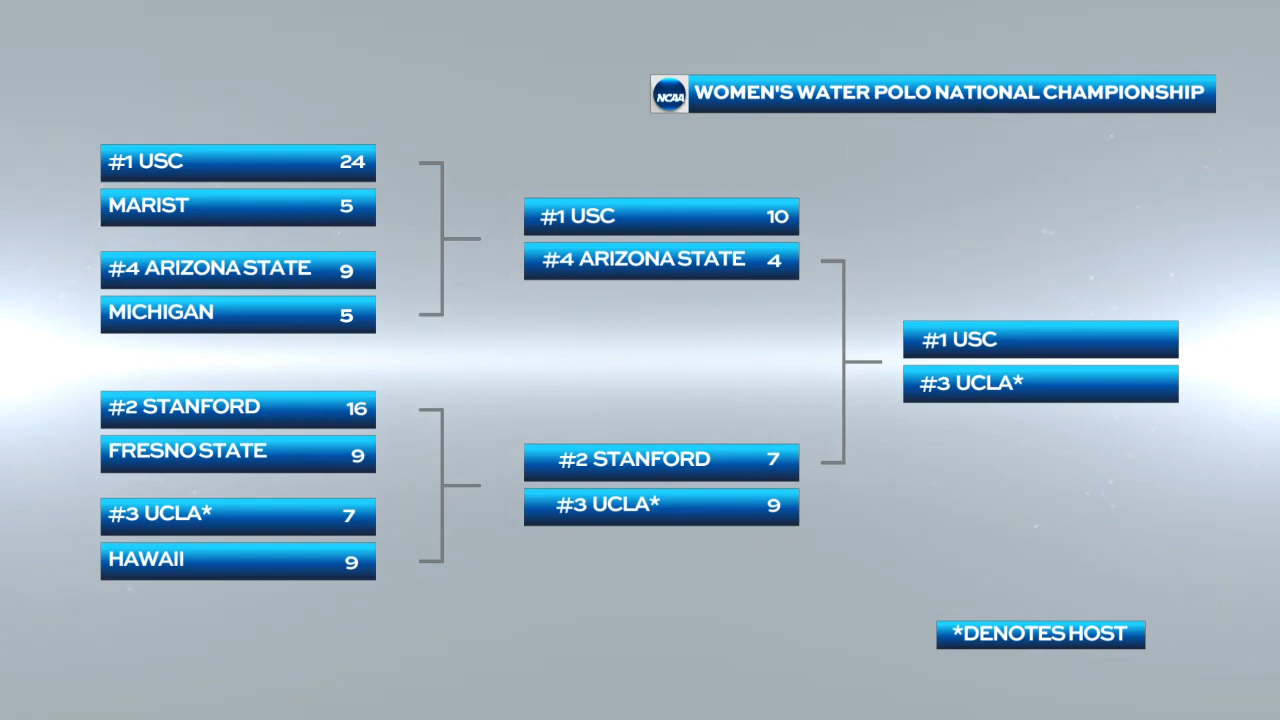 NCAA WOMEN'S WATER POLO NATIONAL CHAMPIONSHIP
#1 USC 24
MARIST 5
#4 ARIZONA STATE 9
MICHIGAN 5
#2 STANFORD 16
FRESNO STATE 9
#3 UCLA* 7
HAWAII 9
#1 USC 10
#4 ARIZONA STATE 4
#2 STANFORD 7
#3 UCLA* 9
#1 USC
#3 UCLA*
*DENOTES HOST